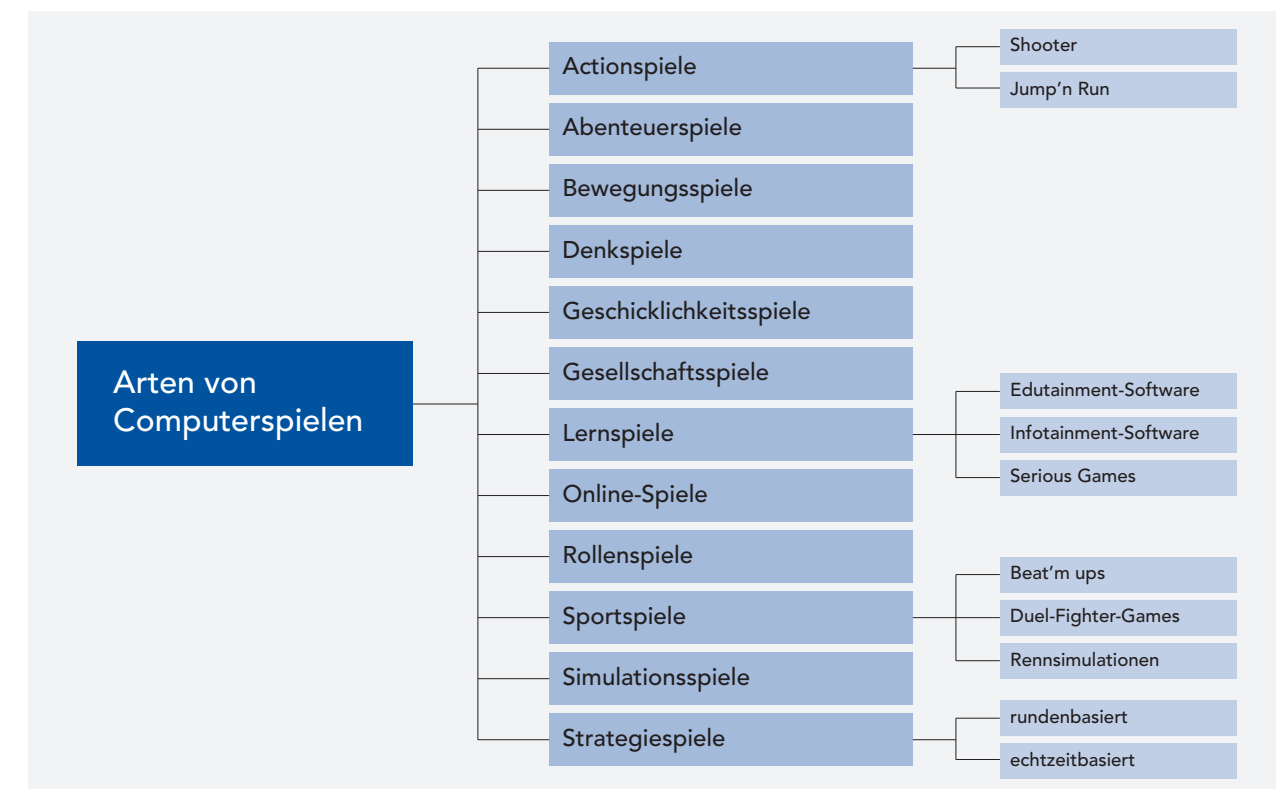 Arten von
Computerspielen
Actionspiele
Shooter
Jump’n Run
Abenteuerspiele
Bewegungsspiele
Denkspiele
Geschicklichkeitsspiele
Gesellschaftsspiele
Lernspiele
Edutainment-Software
Infotainment-Software
Serious Games
Online-Spiele
Rollenspiele
Sportspiele
Beat’m ups
Duel-Fighter-Games
Rennsimulationen
Simulationsspiele
Strategiespiele
rundenbasiert
echtzeitbasiert